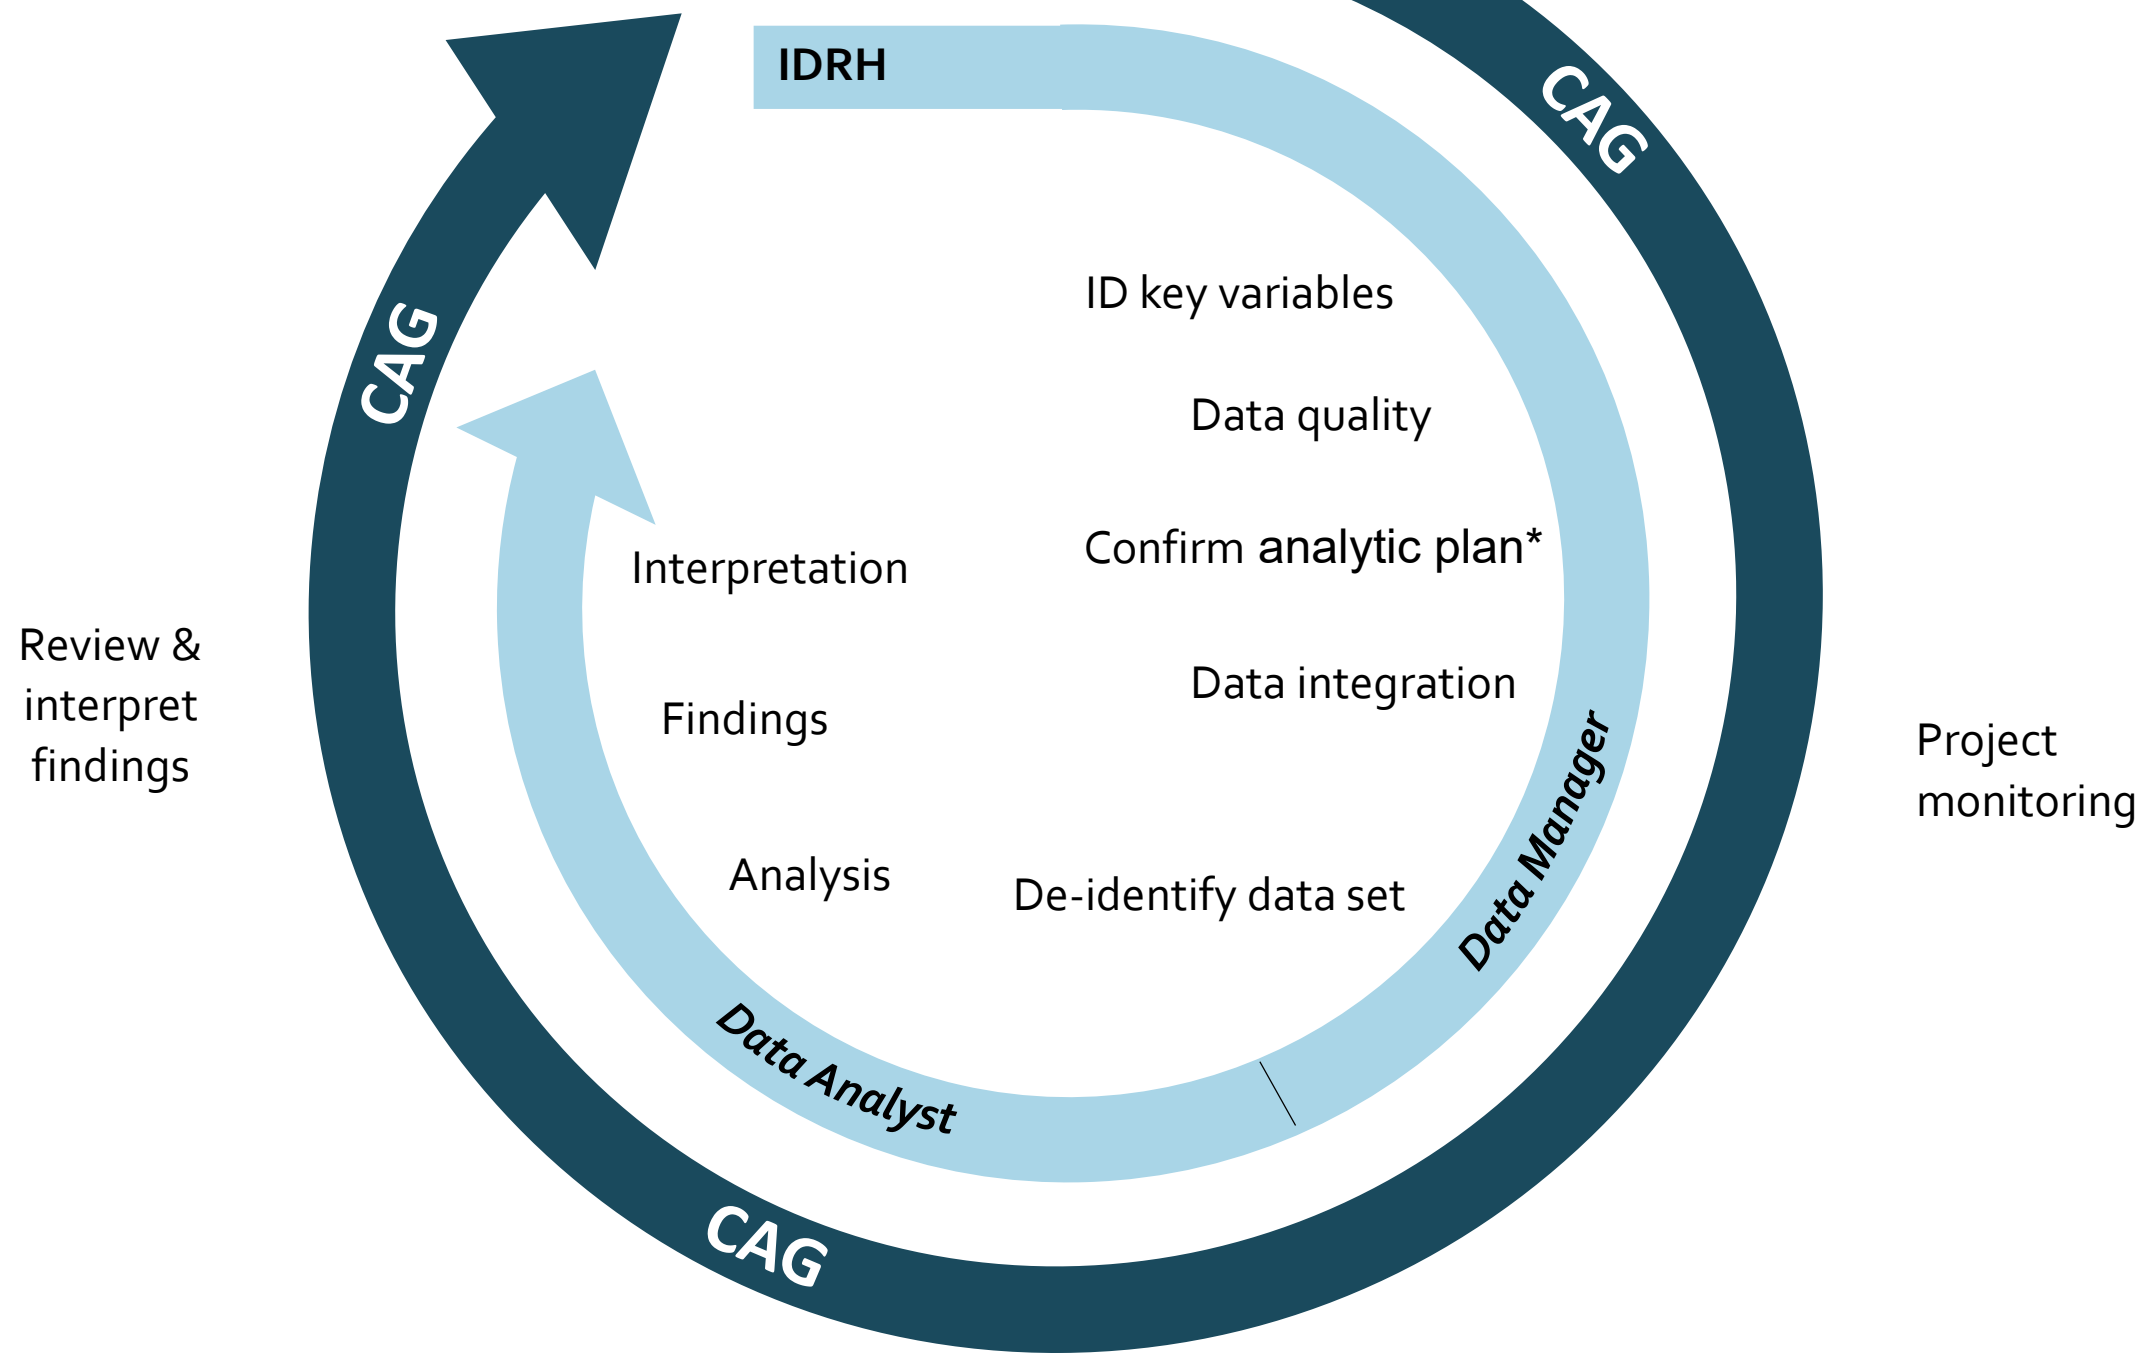 IDRH
CAG
ID key variables
Data quality
Confirm analytic plan*
Data integration
Data Manager
De-identify data set
Project
monitoring
CAG
Data Analyst
Analysis
Findings
Interpretation
CAG
Review &
interpret
findings